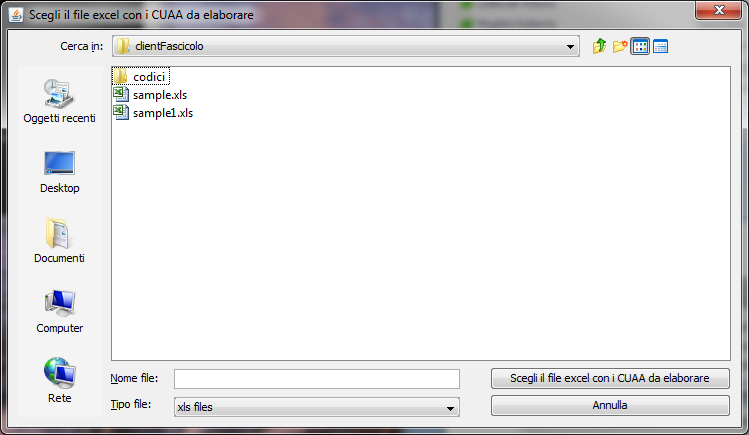 Scegli il file excel con i CUAA da elaborare
Cerca in:
clientFascicolo
codici
sample.xls
sample1.xls
Oggetti recenti
Desktop
Documenti
Computer
Rete
Nome file:
Scegli il file excel con i CUAA da elaborare
Tipo file:
xls files
Annulla